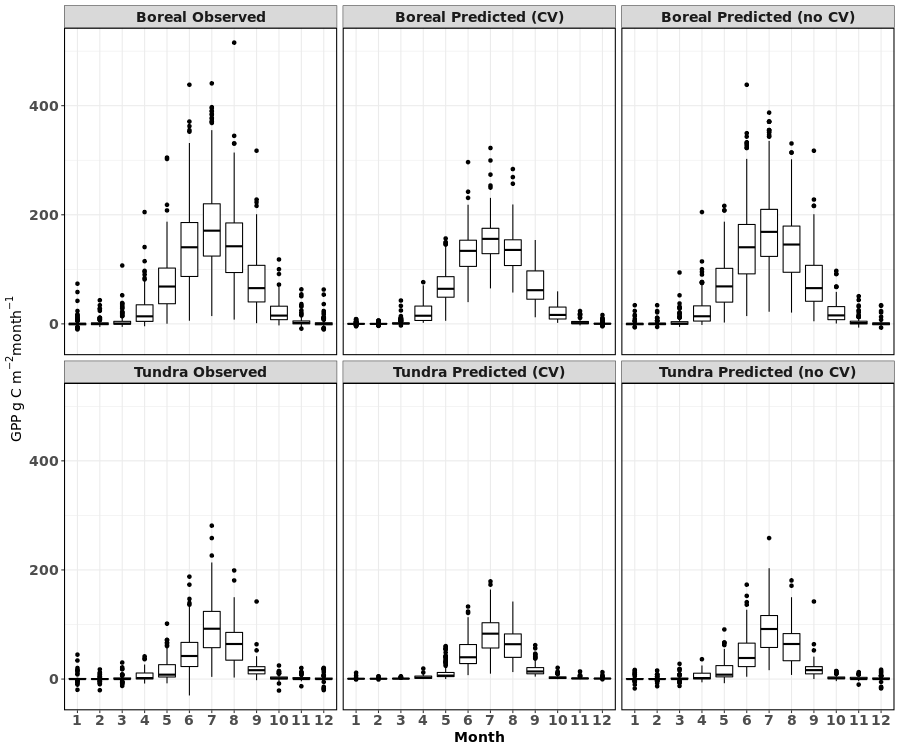 Boreal Observed Boreal Predicted (CV) Boreal Predicted (no CV)
400
200
0
GPP g C m⁻²month⁻¹
Tundra Observed Tundra Predicted (CV) Tundra Predicted (no CV)
400
200
0
1 2 3 4 5 6 7 8 9 10 11 12 1 2 3 4 5 6 7 8 9 10 11 12 1 2 3 4 5 6 7 8 9 10 11 12
Month